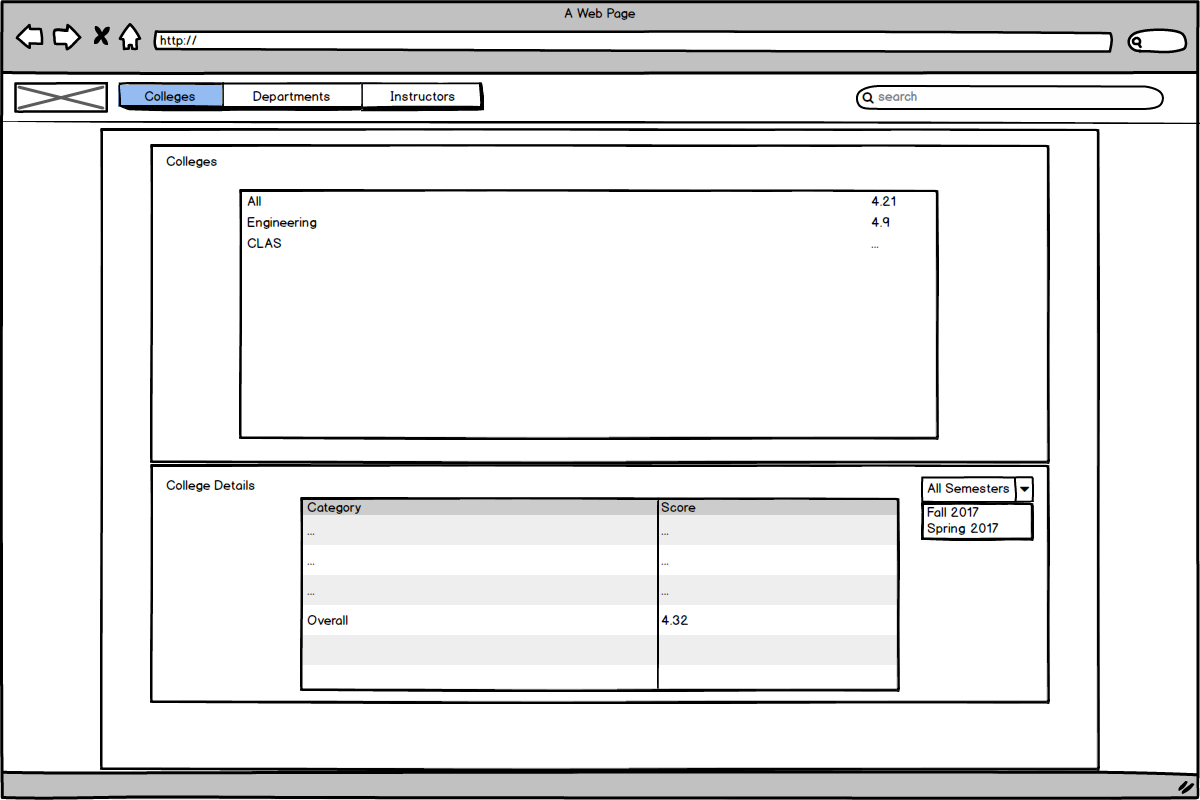 A Web Page
http://
Colleges Departments Instructors search
Colleges
All 4.21
Engineering 4.9
CLAS ...
College Details
All Semesters
Fall 2017
Spring 2017
Category Score
... ...
... ...
... ...
Overall 4.32